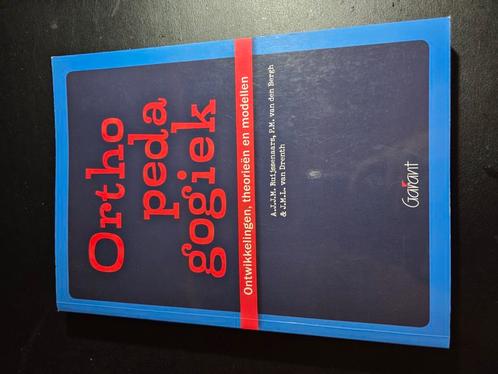 Ortho
peda
gogiek
Ontwikkelingen, theorieën en modellen
A.J.J.M. Ruijssenaars, P.M. van den Bergh
& J.M.L. van Drenth
Garant